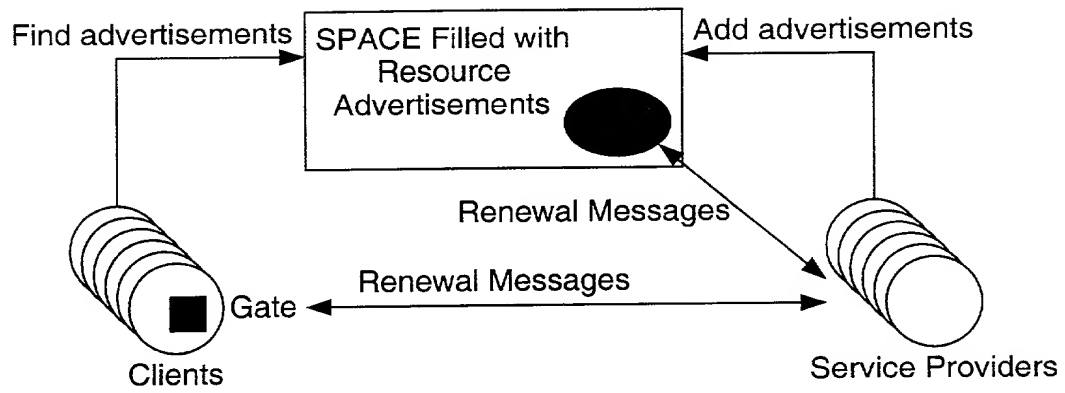 Find advertisements
SPACE Filled with
Resource
Advertisements
Add advertisements
Renewal Messages
Renewal Messages
Gate
Clients
Service Providers